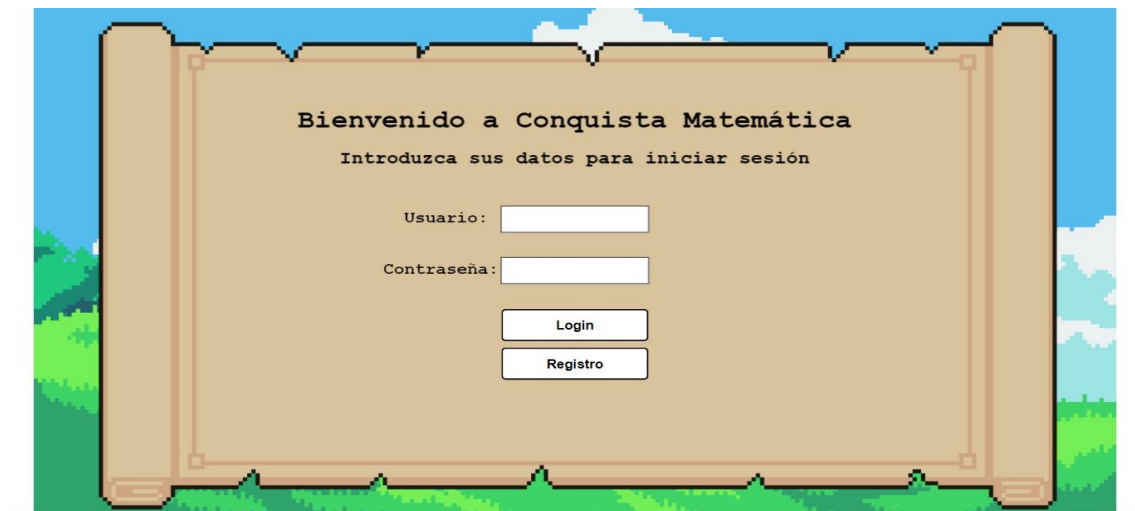 Bienvenido a Conquista Matemática
Introduzca sus datos para iniciar sesión
Usuario:
Contraseña:
Login
Registro